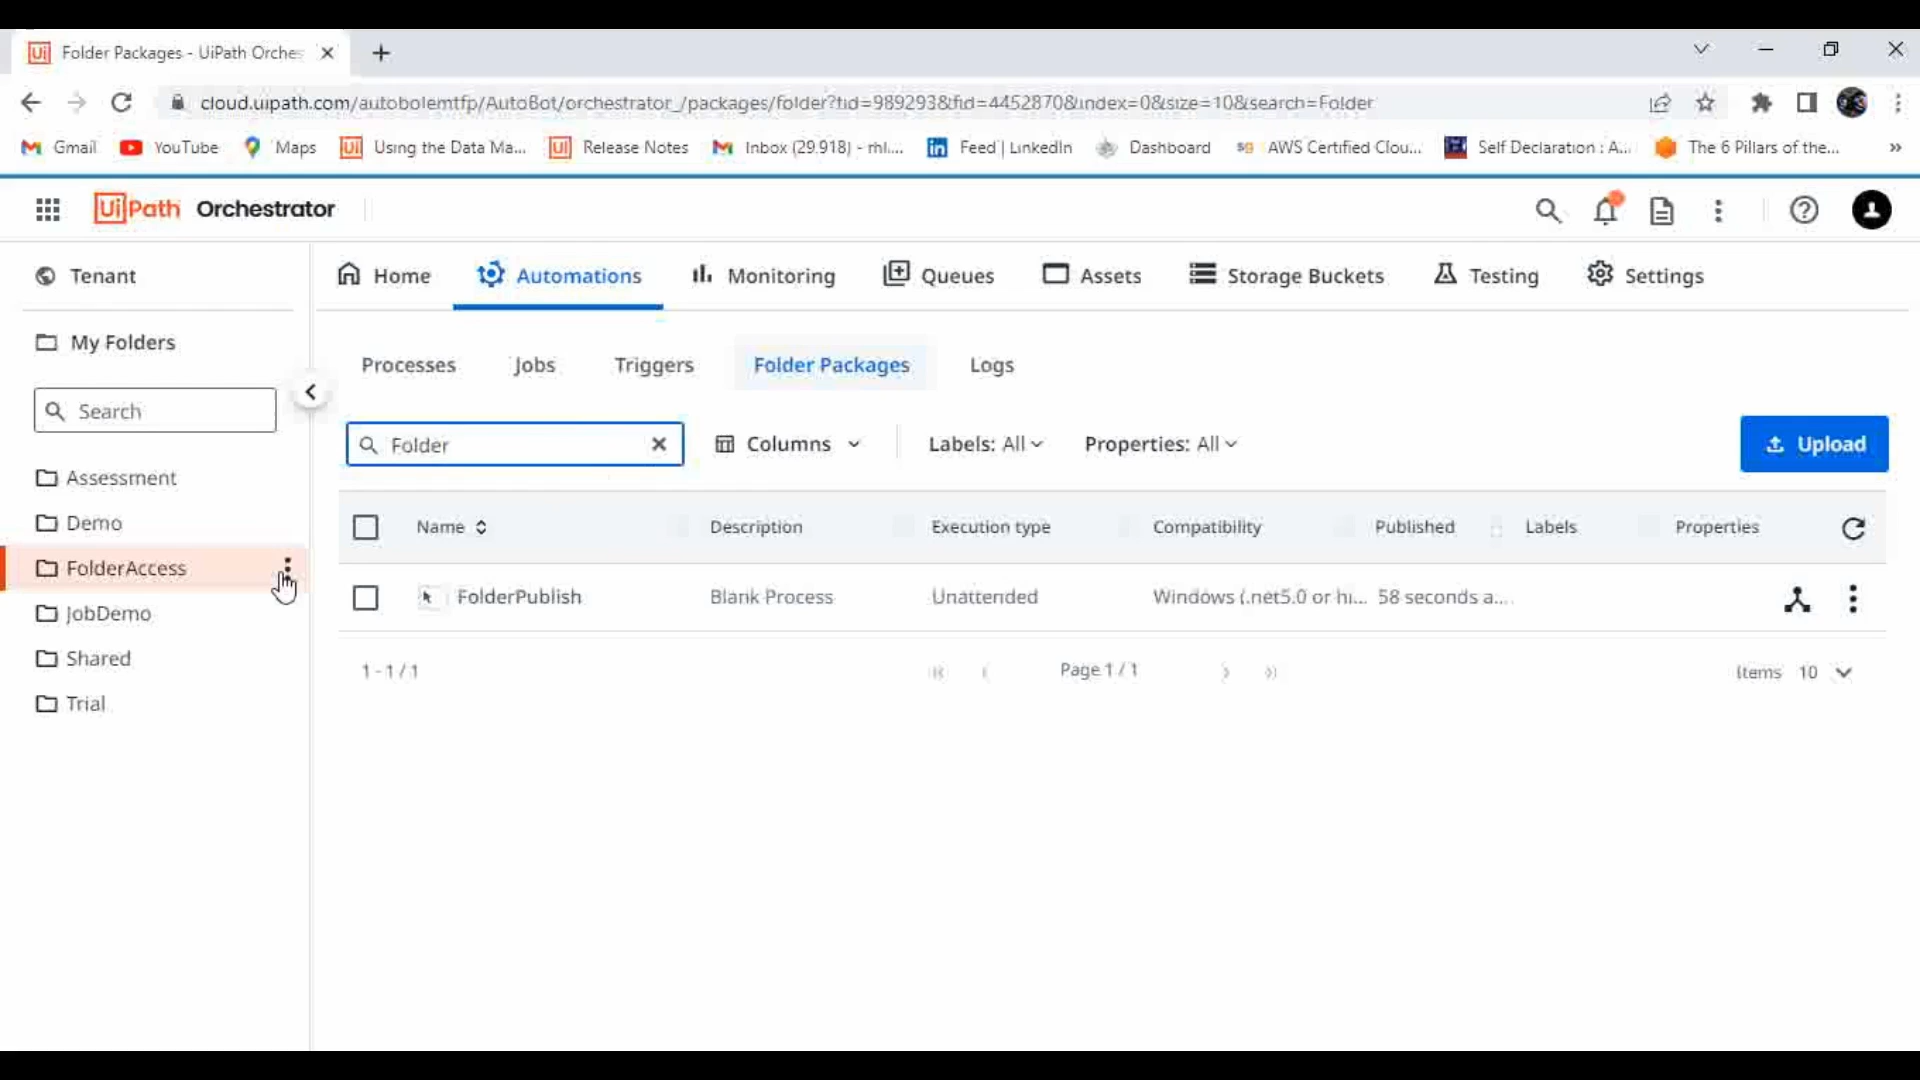 Folder Packages - UiPath Orches
cloud.uipath.com/autobolemtfp/AutoBot/orchestrator_/packages/folder?tid=989293&fid=4452870&index=0&size=10&search=Folder
Gmail YouTube Maps Using the Data Ma... Release Notes Inbox (29,918) - rhl.... Feed | LinkedIn Dashboard AWS Certified Clou... Self Declaration : A... The 6 Pillars of the... »
UiPath Orchestrator
Tenant
Home Automations Monitoring Queues Assets Storage Buckets Testing Settings
My Folders
Processes Jobs Triggers Folder Packages Logs
Search
Folder Columns Labels: All Properties: All Upload
Assessment
Demo
FolderAccess
JobDemo
Shared
Trial
Name Description Execution type Compatibility Published Labels Properties
FolderPublish Blank Process Unattended Windows (.net5.0 or hi... 58 seconds a....
1 - 1 / 1 Page 1 / 1 Items 10